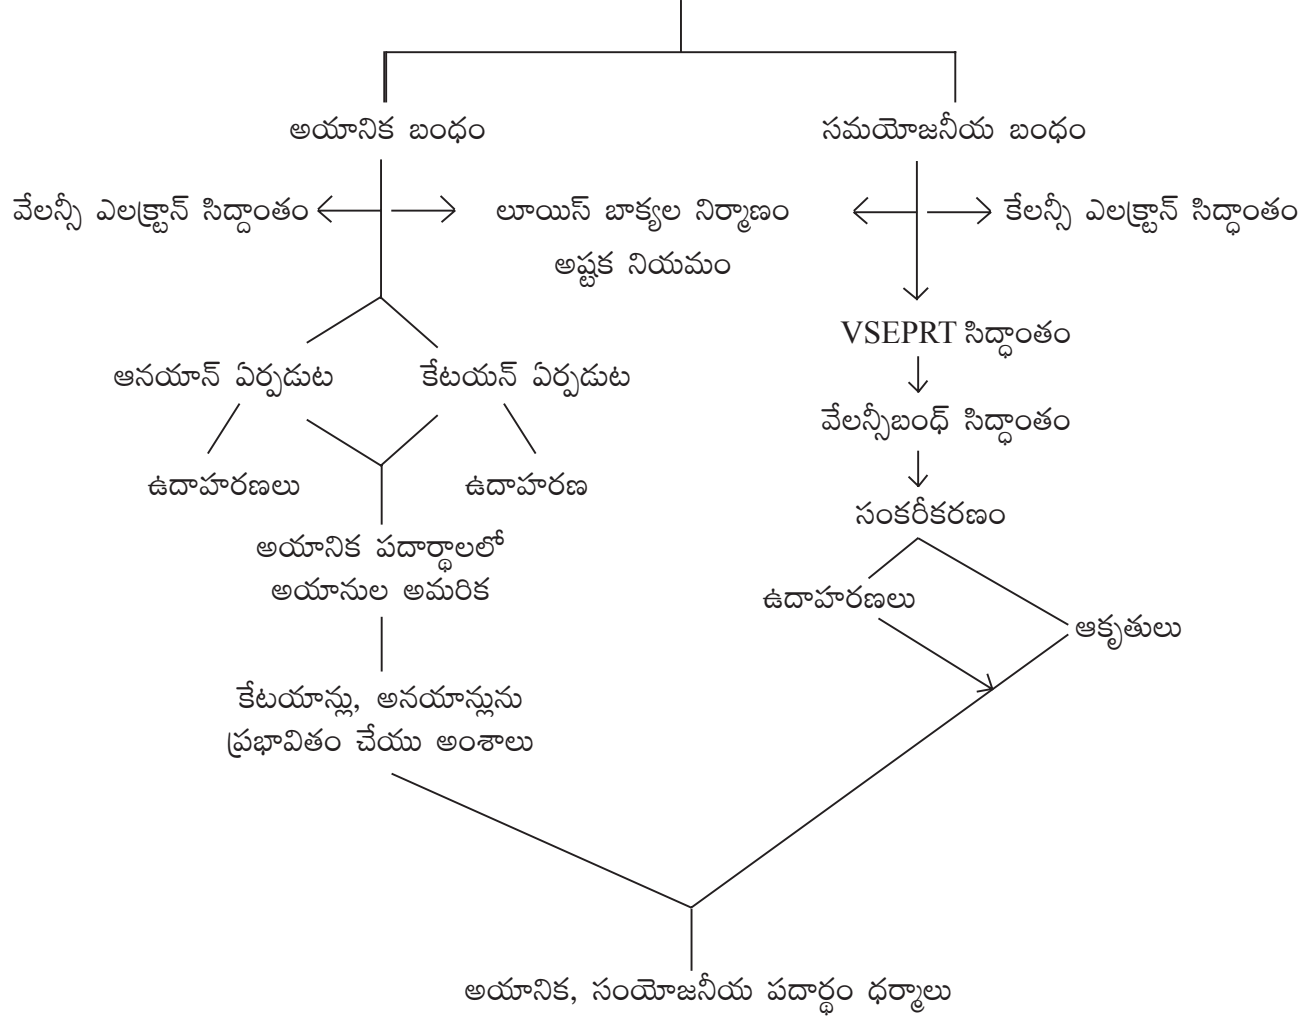 అయానిక బంధం
సమయోజనీయ బంధం
వేలన్సీ ఎలక్ట్రాన్ సిద్దాంతం
లూయిస్ బాక్యల నిర్మాణం
కేలన్సీ ఎలక్ట్రాన్ సిద్ధాంతం
అష్టక నియమం
VSEPRT సిద్ధాంతం
ఆనయాన్ ఏర్పడుట
కేటయన్ ఏర్పడుట
వేలన్సీబంధ్ సిద్ధాంతం
ఉదాహరణలు
ఉదాహరణ
సంకరీకరణం
అయానిక పదార్థాలలో
అయానుల అమరిక
ఉదాహరణలు
ఆకృతులు
కేటయాన్లు, అనయాన్లును
ప్రభావితం చేయు అంశాలు
అయానిక, సంయోజనీయ పదార్థం ధర్మాలు